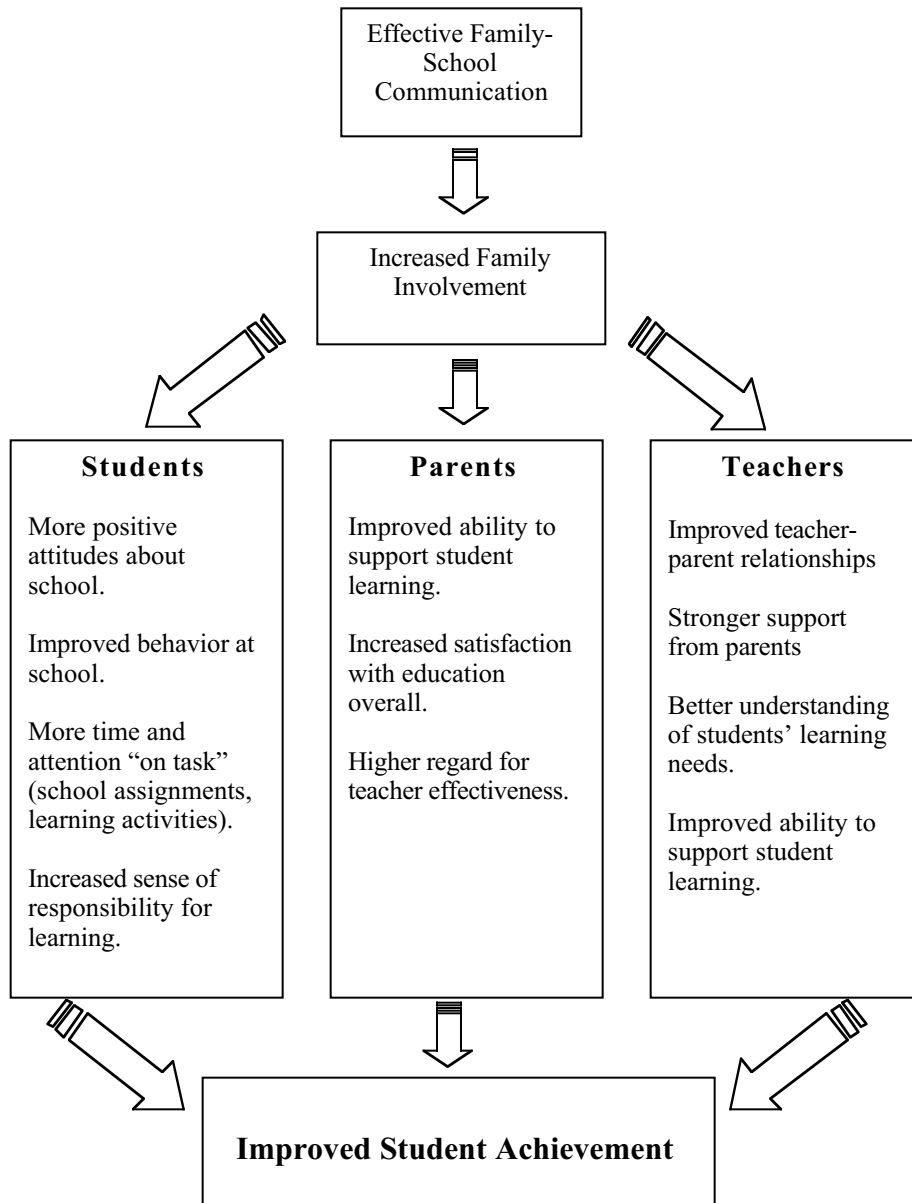 Effective Family-
School
Communication
Increased Family
Involvement
Students
More positive
attitudes about
school.
Improved behavior at
school.
More time and
attention “on task”
(school assignments,
learning activities).
Increased sense of
responsibility for
learning.
Parents
Improved ability to
support student
learning.
Increased satisfaction
with education
overall.
Higher regard for
teacher effectiveness.
Teachers
Improved teacher-
parent relationships
Stronger support
from parents
Better understanding
of students’ learning
needs.
Improved ability to
support student
learning.
Improved Student Achievement